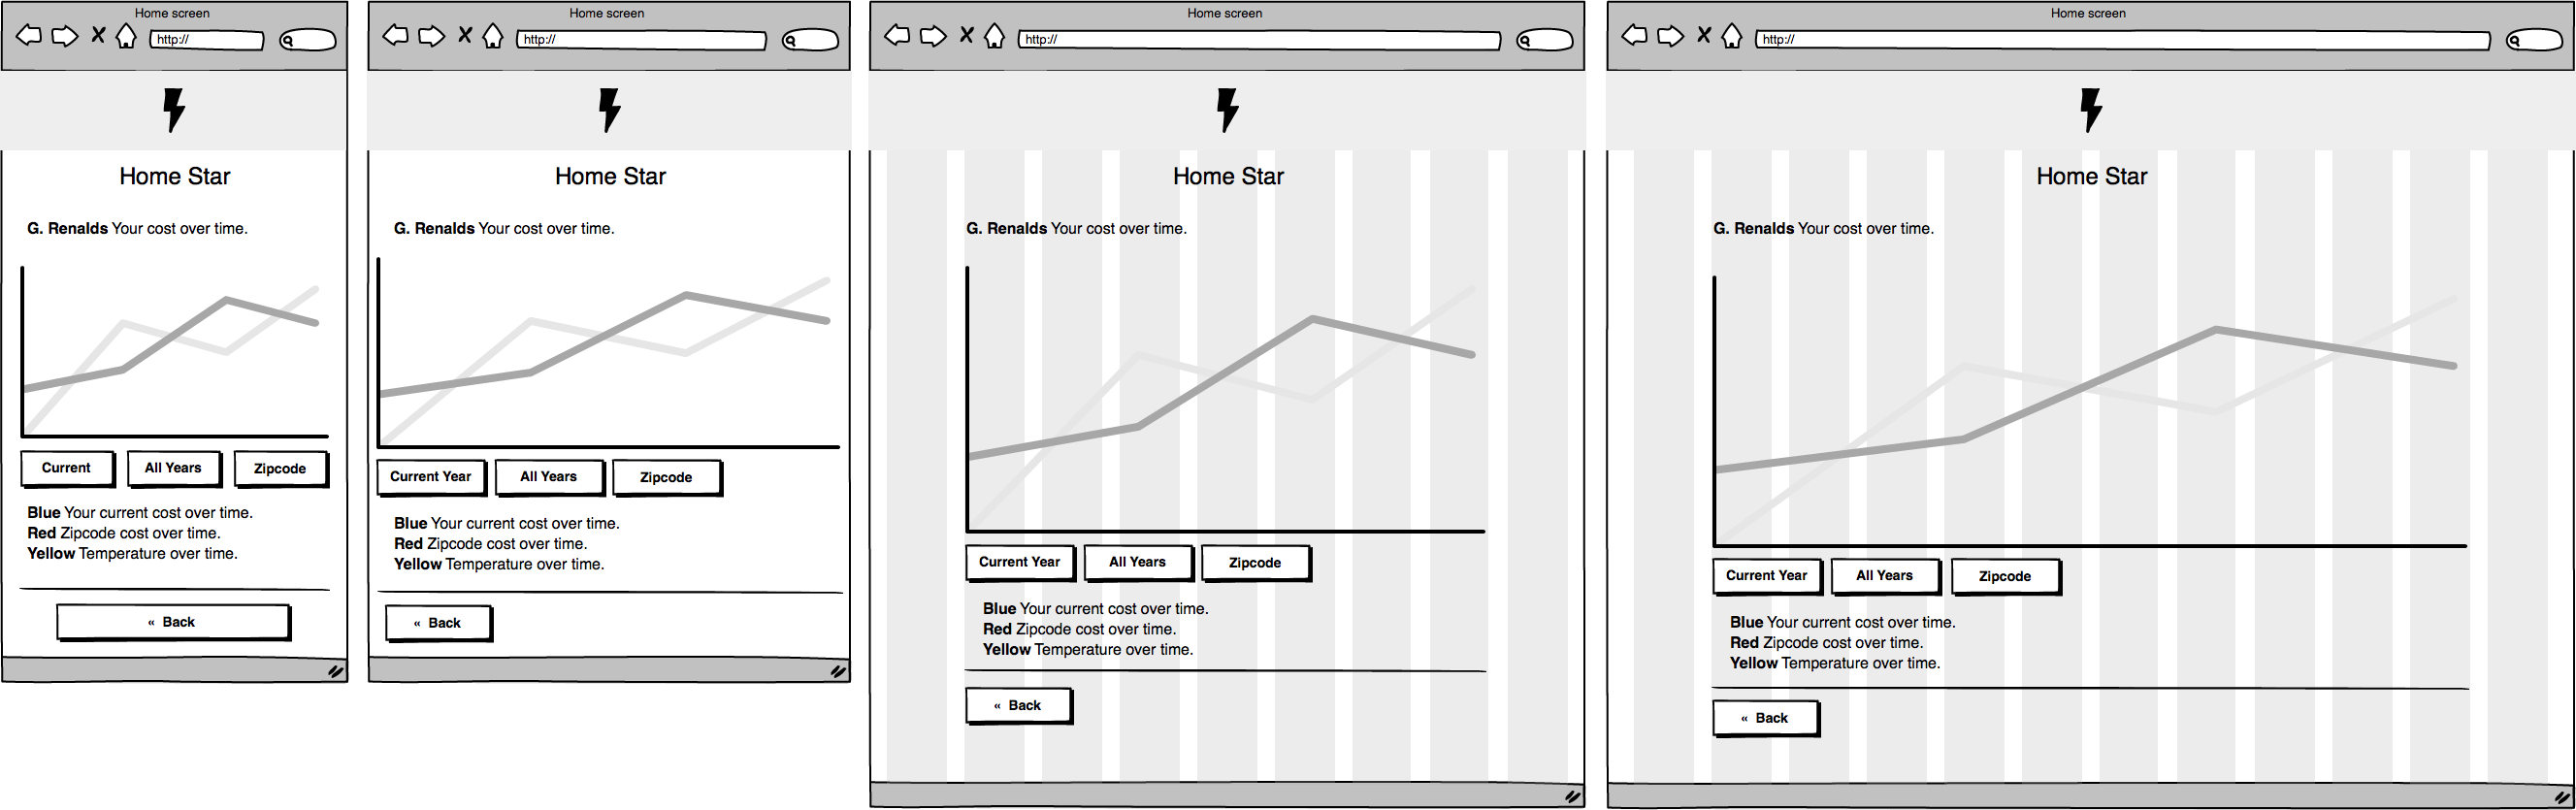 Home screen
http://
Home Star
G. Renalds Your cost over time.
Current
All Years
Zipcode
Blue Your current cost over time.
Red Zipcode cost over time.
Yellow Temperature over time.
« Back
Home screen
http://
Home Star
G. Renalds Your cost over time.
Current Year
All Years
Zipcode
Blue Your current cost over time.
Red Zipcode cost over time.
Yellow Temperature over time.
« Back
Home screen
http://
Home Star
G. Renalds Your cost over time.
Current Year
All Years
Zipcode
Blue Your current cost over time.
Red Zipcode cost over time.
Yellow Temperature over time.
« Back
Home screen
http://
Home Star
G. Renalds Your cost over time.
Current Year
All Years
Zipcode
Blue Your current cost over time.
Red Zipcode cost over time.
Yellow Temperature over time.
« Back